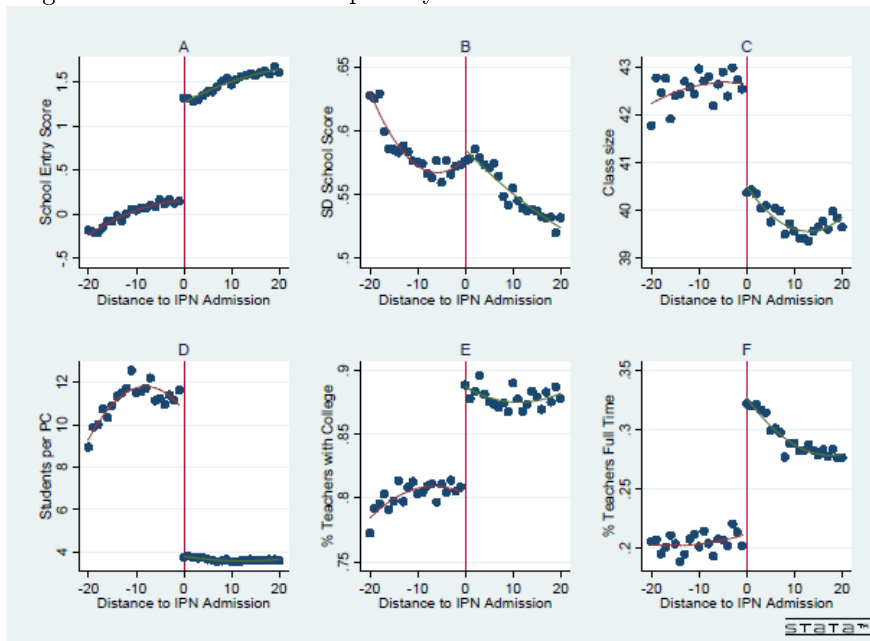 A
School Entry Score
1.5
1
.5
0
-.5
-20 -10 0 10 20
Distance to IPN Admission
B
SD School Score
.65
.6
.55
.5
-20 -10 0 10 20
Distance to IPN Admission
C
Class size
43
42
41
40
39
-20 -10 0 10 20
Distance to IPN Admission
D
Students per PC
12
10
8
6
4
-20 -10 0 10 20
Distance to IPN Admission
E
% Teachers with College
.9
.85
.8
.75
-20 -10 0 10 20
Distance to IPN Admission
F
% Teachers Full Time
.35
.3
.25
.2
-20 -10 0 10 20
Distance to IPN Admission
STATA™